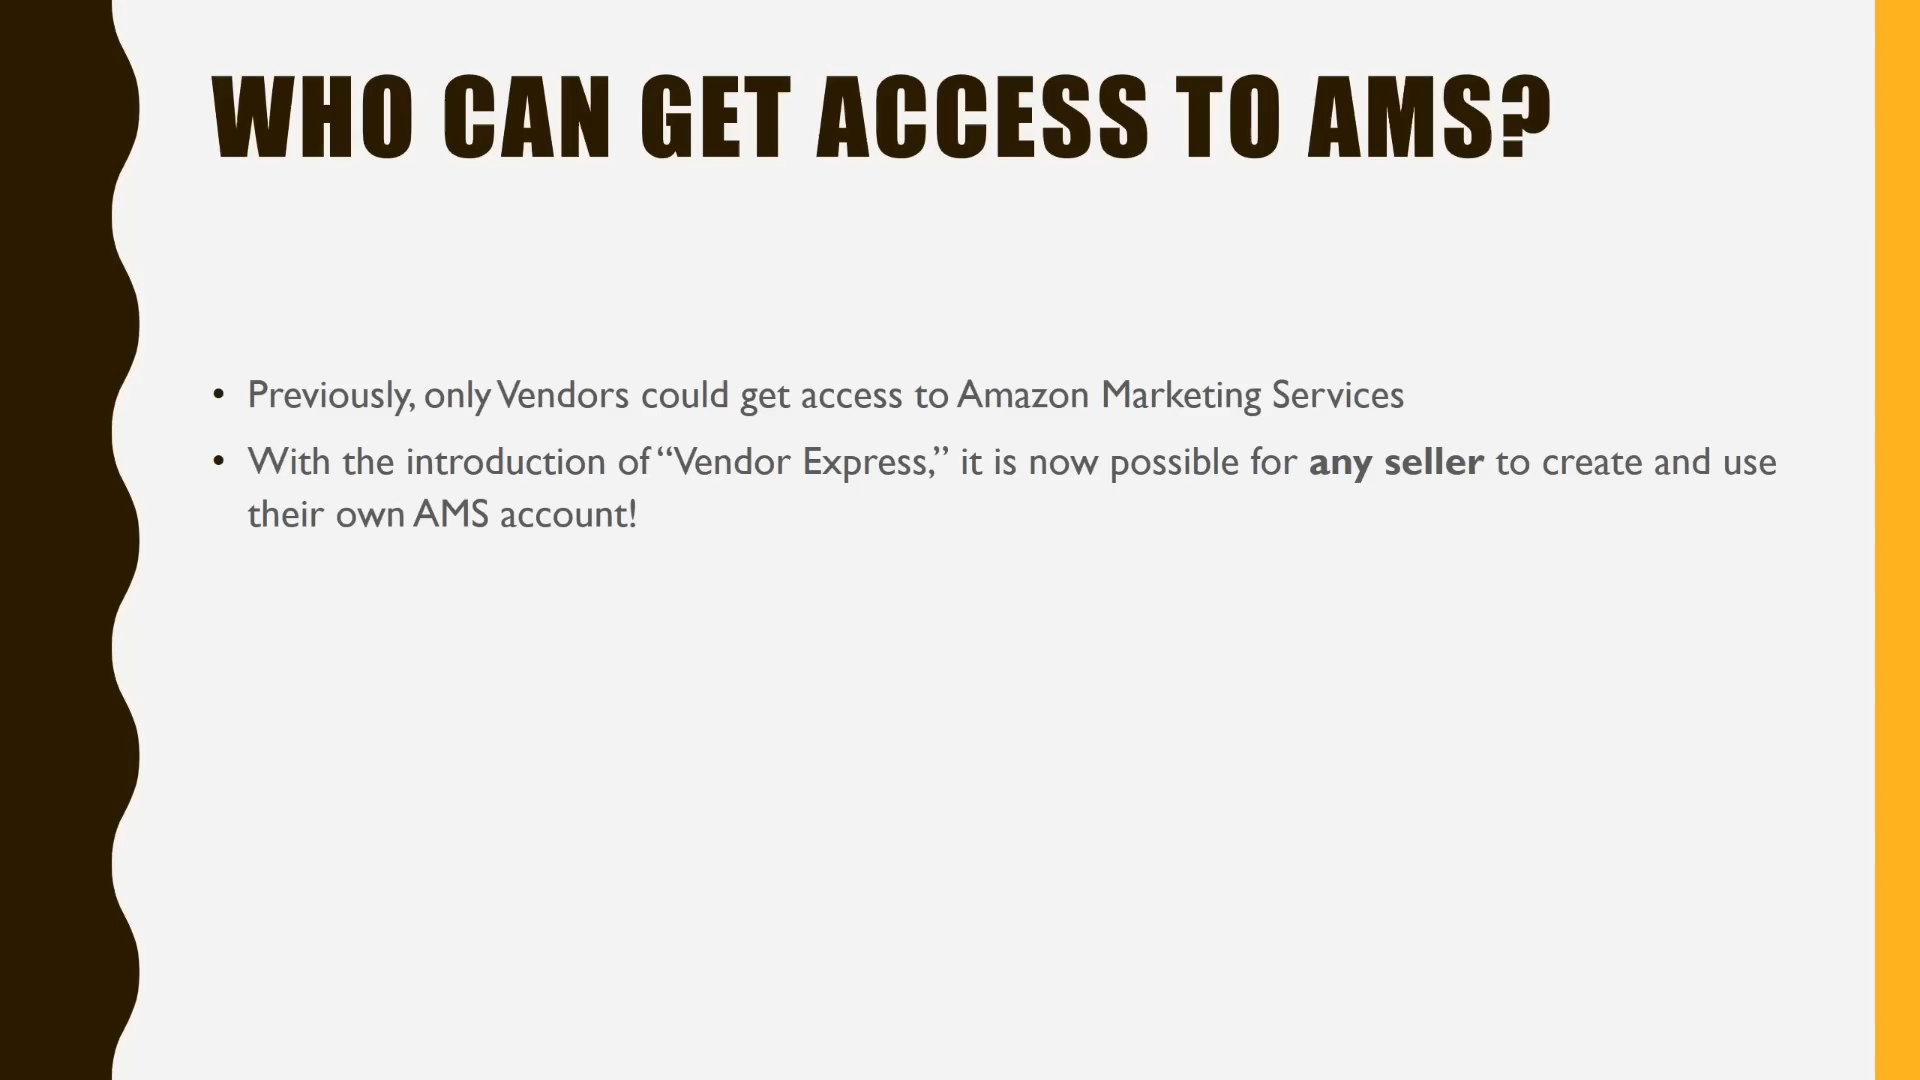 WHO CAN GET ACCESS TO AMS?
• Previously, only Vendors could get access to Amazon Marketing Services
• With the introduction of “Vendor Express,” it is now possible for any seller to create and use
their own AMS account!